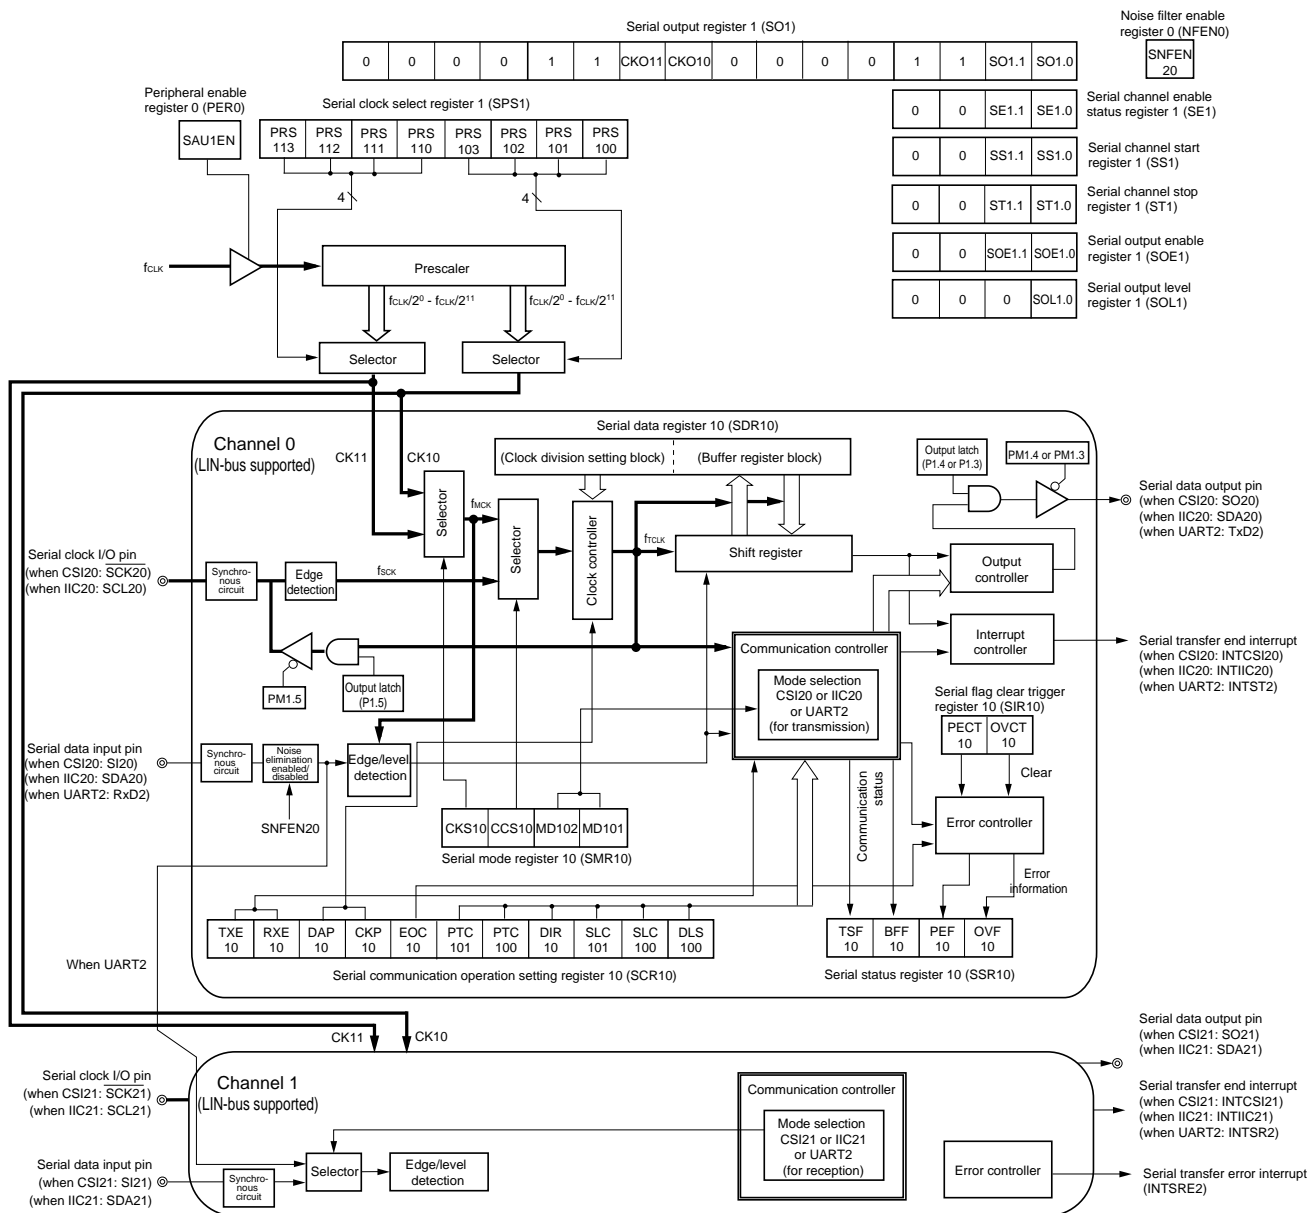 Serial output register 1 (SO1)
0 0 0 0 1 1 CKO11 CKO10 0 0 0 0 1 1 SO1.1 SO1.0
Noise filter enable
register 0 (NFEN0)
SNFEN
20
Peripheral enable
register 0 (PER0)
SAU1EN
Serial clock select register 1 (SPS1)
PRS PRS PRS PRS PRS PRS PRS PRS
113 112 111 110 103 102 101 100
4 4
0 0 SE1.1 SE1.0
Serial channel enable
status register 1 (SE1)
0 0 SS1.1 SS1.0
Serial channel start
register 1 (SS1)
0 0 ST1.1 ST1.0
Serial channel stop
register 1 (ST1)
0 0 SOE1.1 SOE1.0
Serial output enable
register 1 (SOE1)
0 0 0 SOL1.0
Serial output level
register 1 (SOL1)
fCLK
Prescaler
fCLK/2⁰ - fCLK/2¹¹ fCLK/2⁰ - fCLK/2¹¹
Selector Selector
Channel 0
(LIN-bus supported)
CK11
CK10
Serial data register 10 (SDR10)
(Clock division setting block) (Buffer register block)
Selector
fMCK
Selector
Clock controller
fTCLK
Shift register
Output latch
(P1.4 or P1.3)
PM1.4 or PM1.3
Serial data output pin
(when CSI20: SO20)
(when IIC20: SDA20)
(when UART2: TxD2)
Output
controller
Serial clock I/O pin
(when CSI20: SCK20)
(when IIC20: SCL20)
Synchro-
nous
circuit
Edge
detection
fSCK
PM1.5
Output latch
(P1.5)
Communication controller
Mode selection
CSI20 or IIC20
or UART2
(for transmission)
Interrupt
controller
Serial transfer end interrupt
(when CSI20: INTCSI20)
(when IIC20: INTIIC20)
(when UART2: INTST2)
Serial flag clear trigger
register 10 (SIR10)
PECT OVCT
10 10
Clear
Serial data input pin
(when CSI20: SI20)
(when IIC20: SDA20)
(when UART2: RxD2)
Synchro-
nous
circuit
Noise
elimination
enabled/
disabled
Edge/level
detection
SNFEN20
CKS10 CCS10 MD102 MD101
Serial mode register 10 (SMR10)
Communication
status
Error controller
Error
information
TXE RXE DAP CKP EOC PTC PTC DIR SLC SLC DLS
10 10 10 10 10 101 100 10 101 100 100
Serial communication operation setting register 10 (SCR10)
TSF BFF PEF OVF
10 10 10 10
Serial status register 10 (SSR10)
When UART2
CK11 CK10
Channel 1
(LIN-bus supported)
Serial clock I/O pin
(when CSI21: SCK21)
(when IIC21: SCL21)
Serial data input pin
(when CSI21: SI21)
(when IIC21: SDA21)
Synchro-
nous
circuit
Selector
Edge/level
detection
Communication controller
Mode selection
CSI21 or IIC21
or UART2
(for reception)
Error controller
Serial data output pin
(when CSI21: SO21)
(when IIC21: SDA21)
Serial transfer end interrupt
(when CSI21: INTCSI21)
(when IIC21: INTIIC21)
(when UART2: INTSR2)
Serial transfer error interrupt
(INTSRE2)